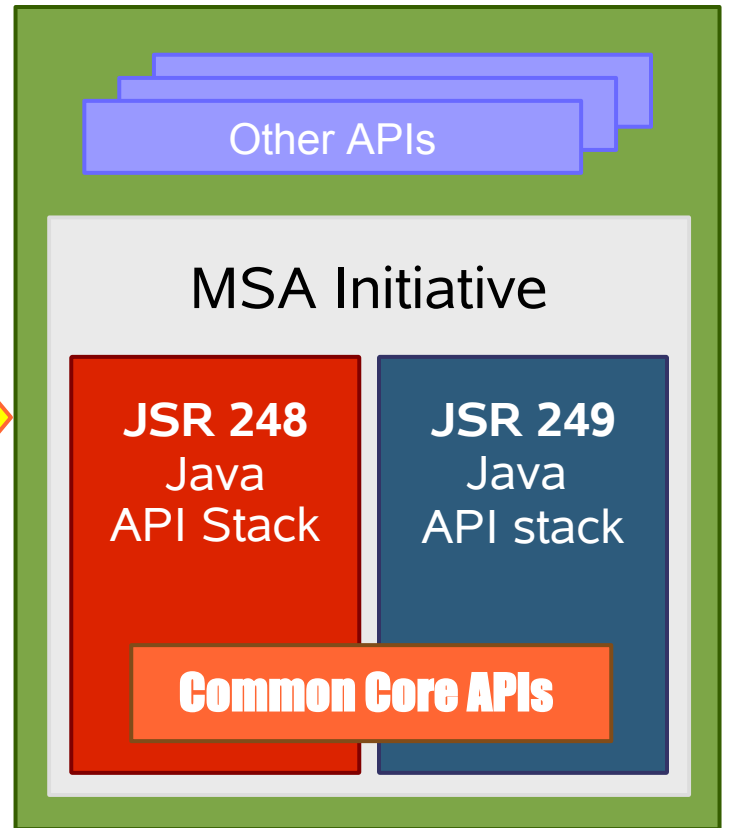 Other APIs
MSA Initiative
JSR 248
Java
API Stack
JSR 249
Java
API stack
Common Core APIs